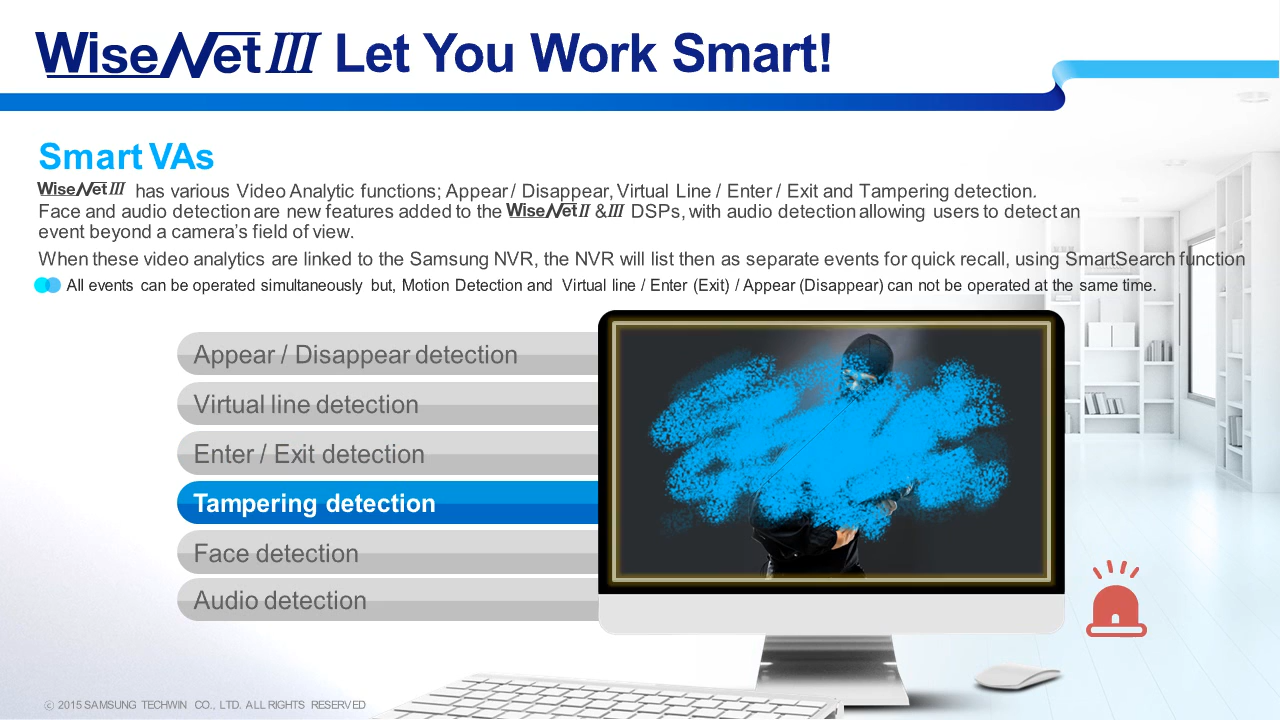 WiseNet III Let You Work Smart!
Smart VAs
WiseNet III has various Video Analytic functions; Appear / Disappear, Virtual Line / Enter / Exit and Tampering detection.
Face and audio detection are new features added to the WiseNet II & III DSPs, with audio detection allowing users to detect an
event beyond a camera's field of view.
When these video analytics are linked to the Samsung NVR, the NVR will list then as separate events for quick recall, using SmartSearch function
All events can be operated simultaneously but, Motion Detection and Virtual line / Enter (Exit) / Appear (Disappear) can not be operated at the same time.
Appear / Disappear detection
Virtual line detection
Enter / Exit detection
Tampering detection
Face detection
Audio detection
ⓒ 2015 SAMSUNG TECHWIN CO., LTD. ALL RIGHTS RESERVED